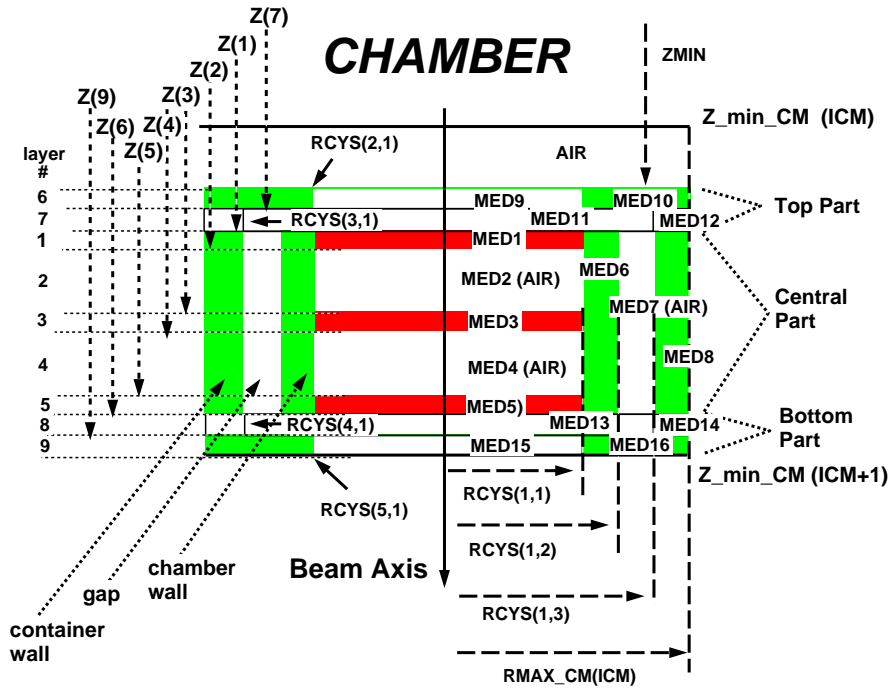 CHAMBER
Z(7)
Z(1)
Z(2)
Z(3)
Z(9)
Z(4)
Z(6)
Z(5)
ZMIN
Z_min_CM (ICM)
RCYS(2,1)
AIR
layer
#
6
7
1
2
3
4
5
8
9
MED9
MED10
RCYS(3,1)
MED11
MED12
Top Part
MED1
MED6
MED2 (AIR)
MED7 (AIR)
Central
Part
MED3
MED8
MED4 (AIR)
MED5)
RCYS(4,1)
MED13
MED14
Bottom
Part
MED15
MED16
Z_min_CM (ICM+1)
RCYS(1,1)
RCYS(5,1)
RCYS(1,2)
chamber
wall
Beam Axis
gap
RCYS(1,3)
container
wall
RMAX_CM(ICM)